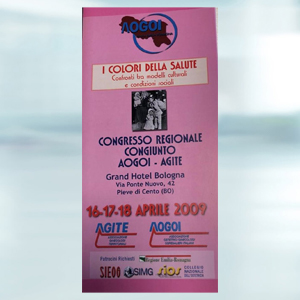 AOGOI
I COLORI DELLA SALUTE
Confronti tra modelli culturali
e condizioni sociali
CONGRESSO REGIONALE
CONGIUNTO
AOGOI - AGITE
Grand Hotel Bologna
Via Ponte Nuovo, 42
Pieve di Cento (BO)
16-17-18 APRILE 2009
AGITE AOGOI
Regione Emilia-Romagna
SIEOG SIMG
COLLEGIO